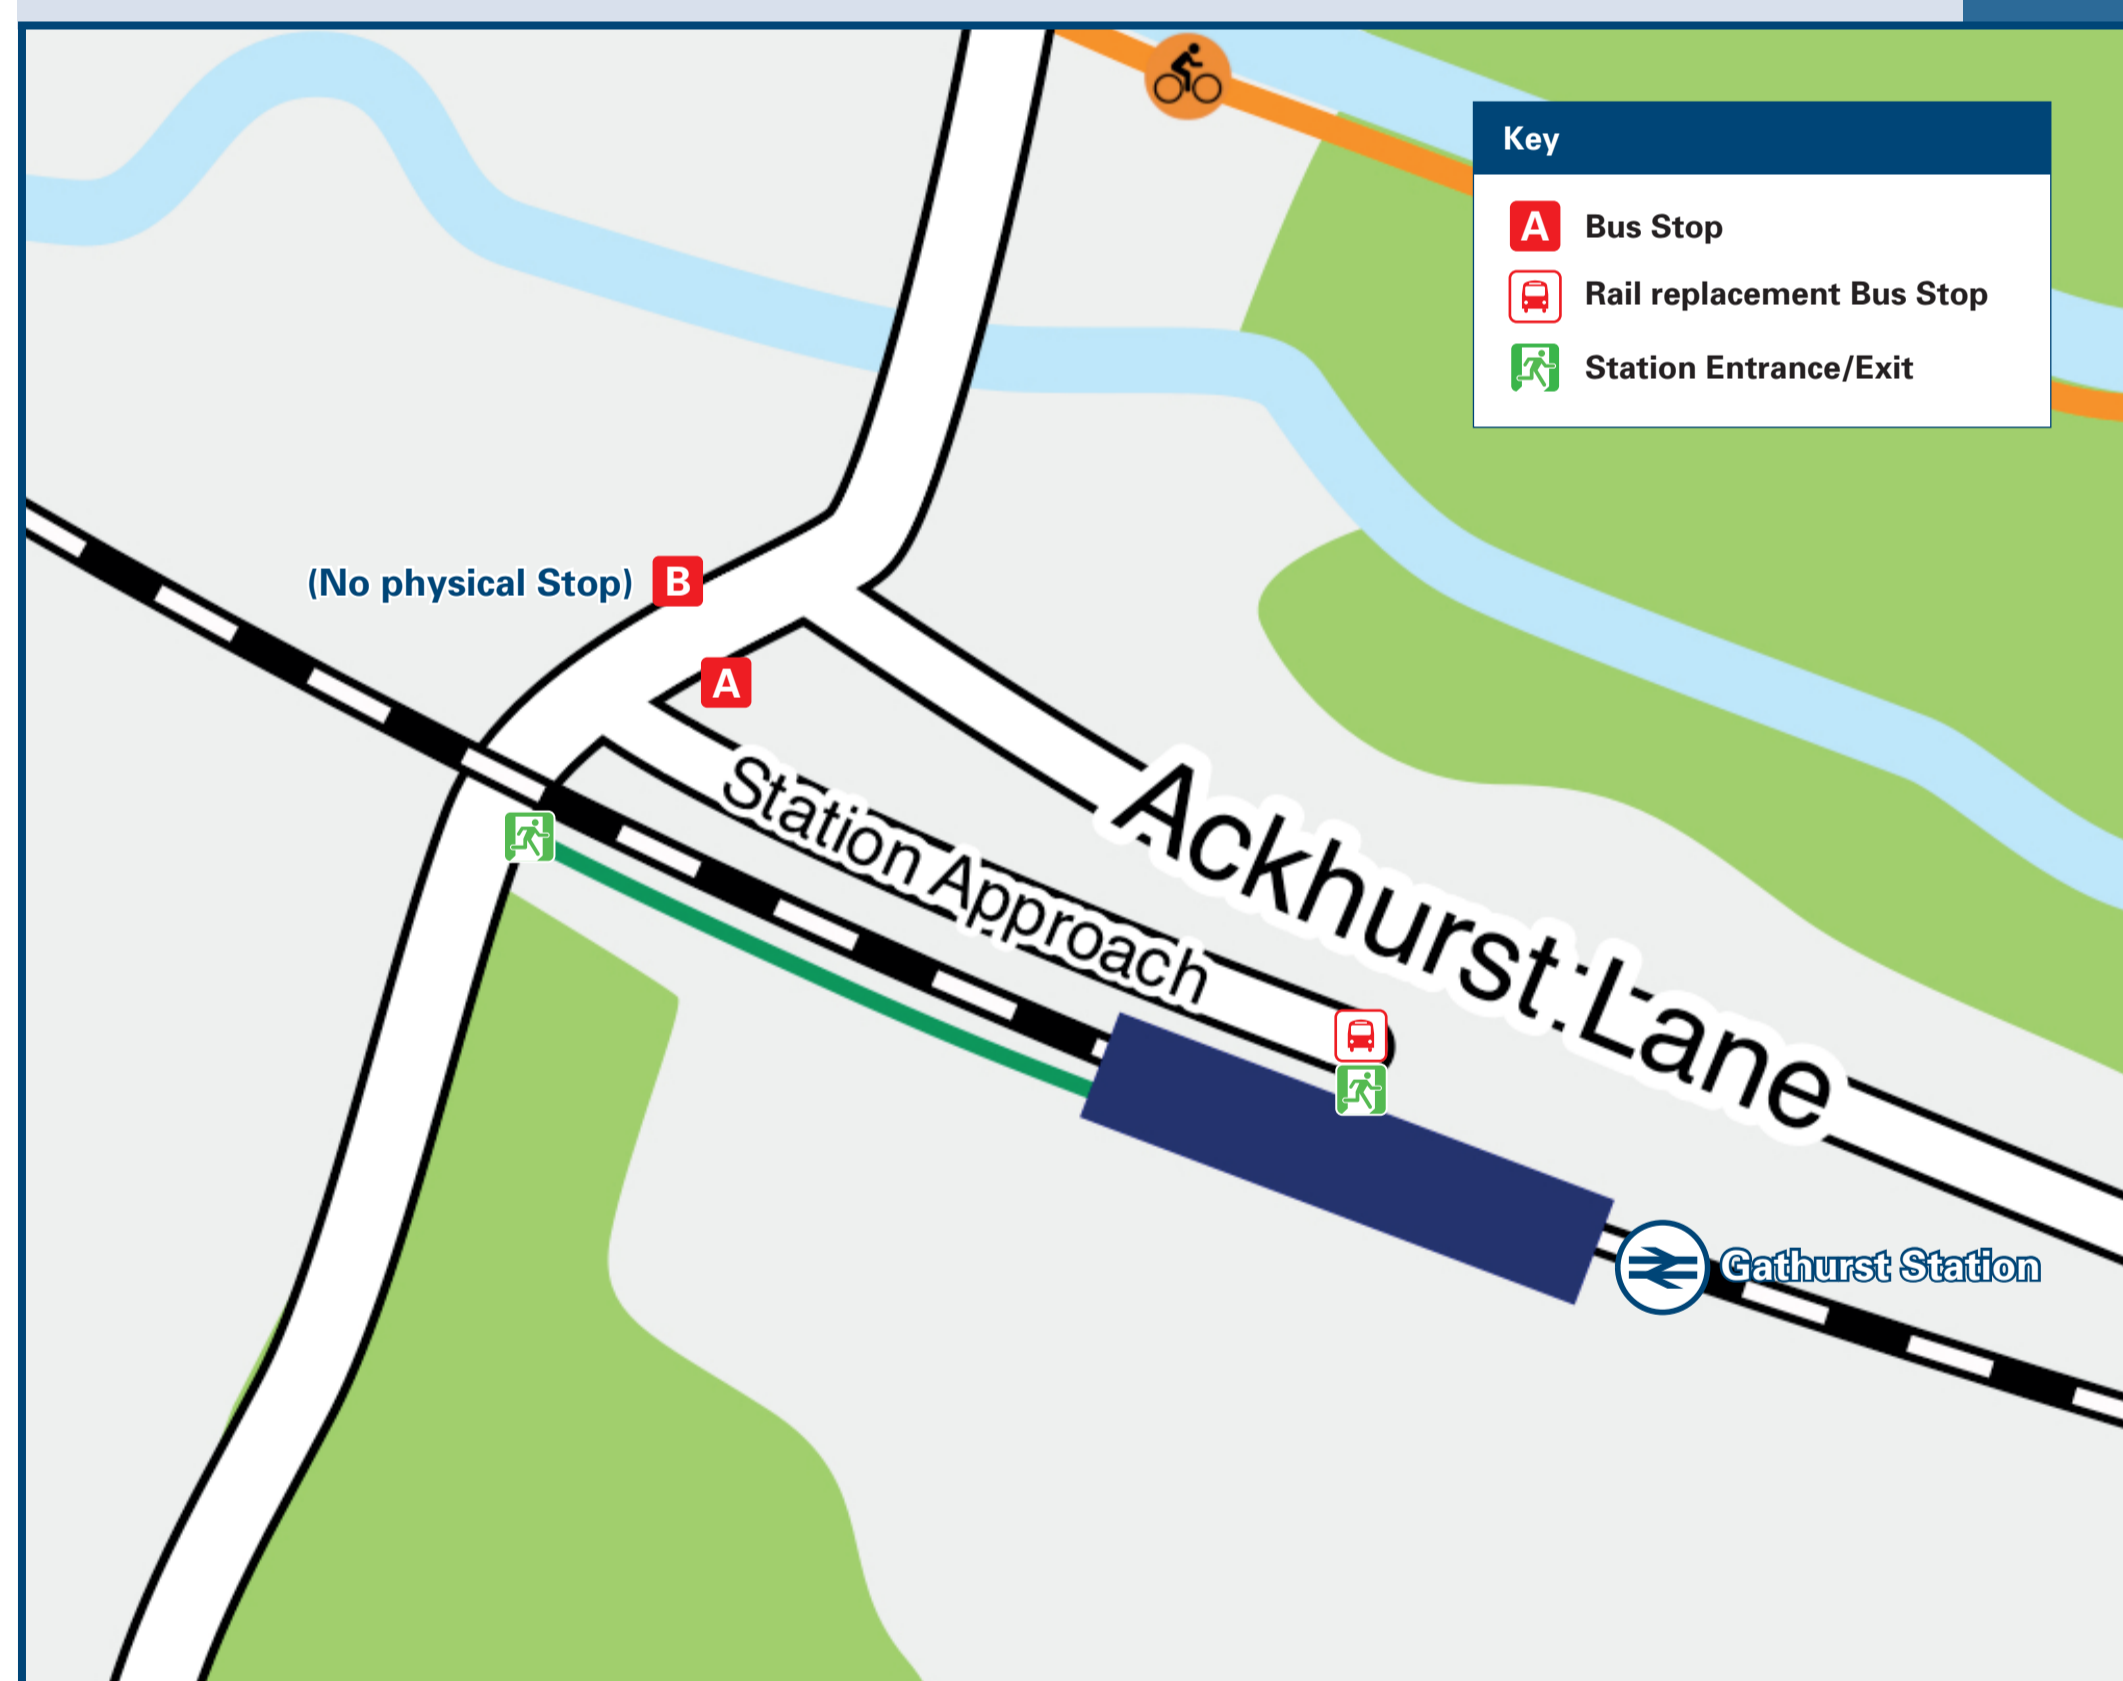 Key
A Bus Stop
Rail replacement Bus Stop
Station Entrance/Exit
(No physical Stop) B
A
Station Approach
Ackhurst Lane
Gathurst Station